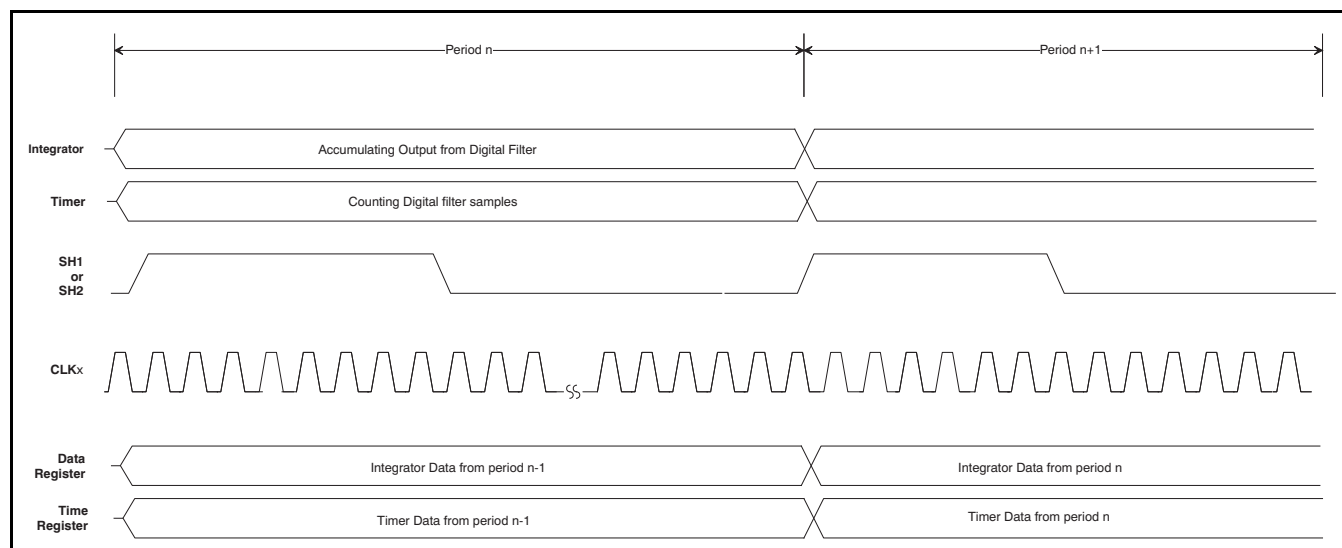 Period n
Period n+1
Integrator
Accumulating Output from Digital Filter
Timer
Counting Digital filter samples
SH1
or
SH2
CLKx
Data
Register
Integrator Data from period n-1
Integrator Data from period n
Time
Register
Timer Data from period n-1
Timer Data from period n